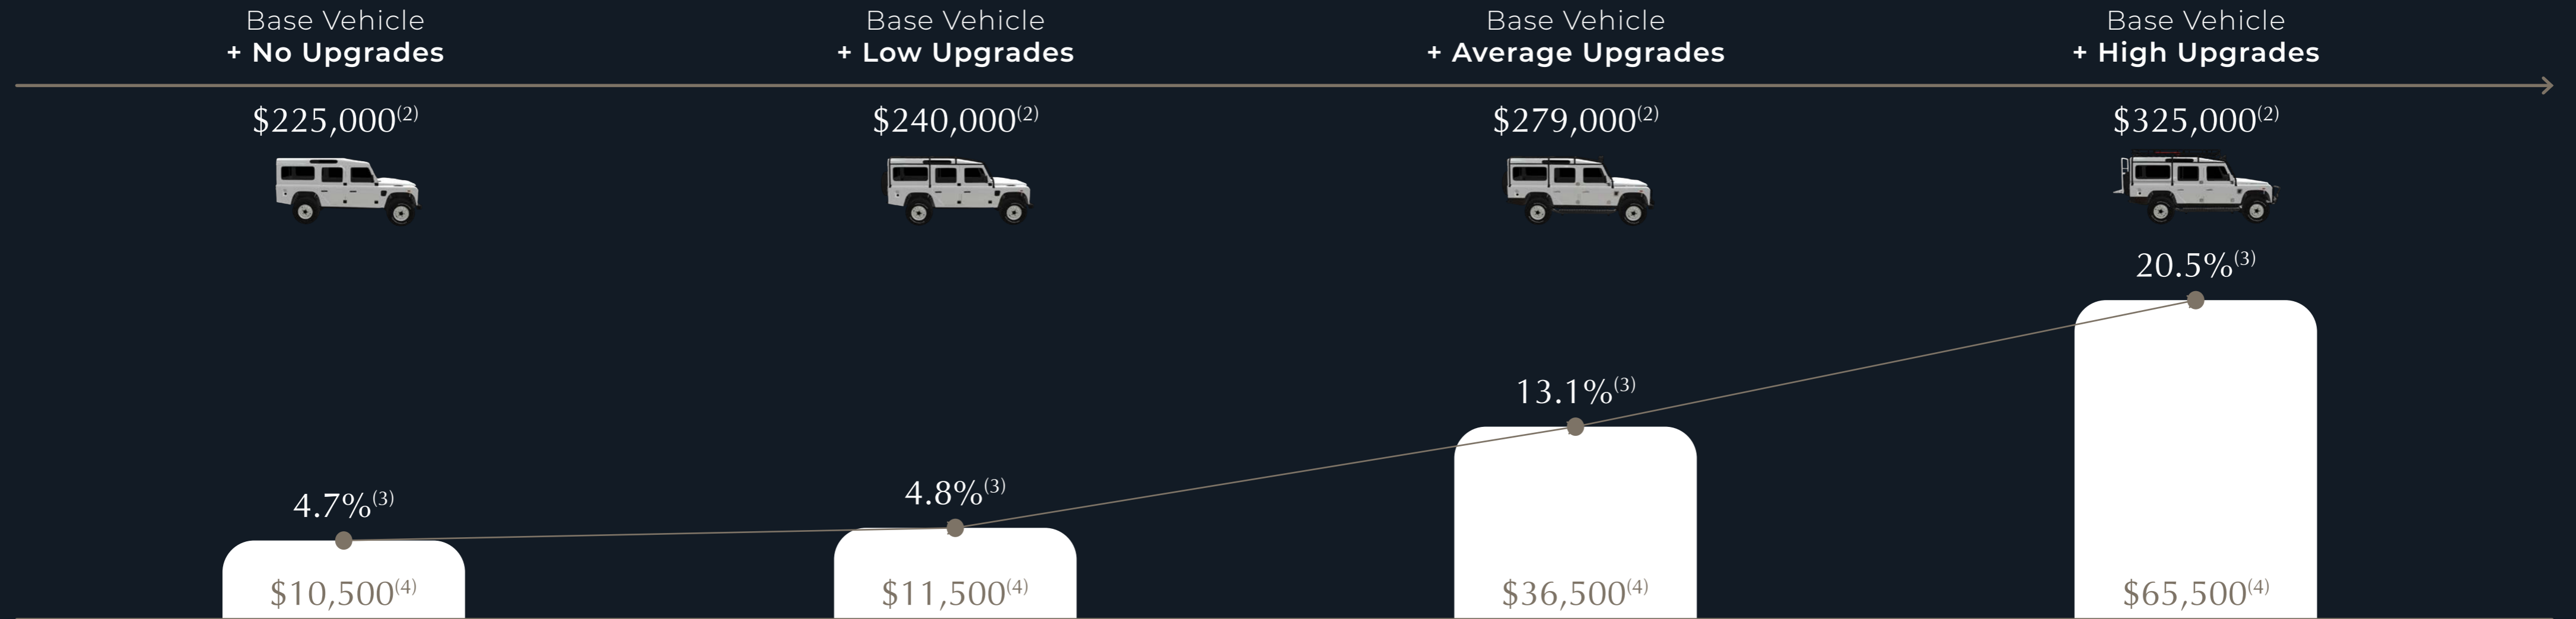 Base Vehicle
+ No Upgrades
Base Vehicle
+ Low Upgrades
Base Vehicle
+ Average Upgrades
Base Vehicle
+ High Upgrades
$225,000(2)
$240,000(2)
$279,000(2)
$325,000(2)
4.7%(3)
4.8%(3)
13.1%(3)
20.5%(3)
$10,500(4)
$11,500(4)
$36,500(4)
$65,500(4)